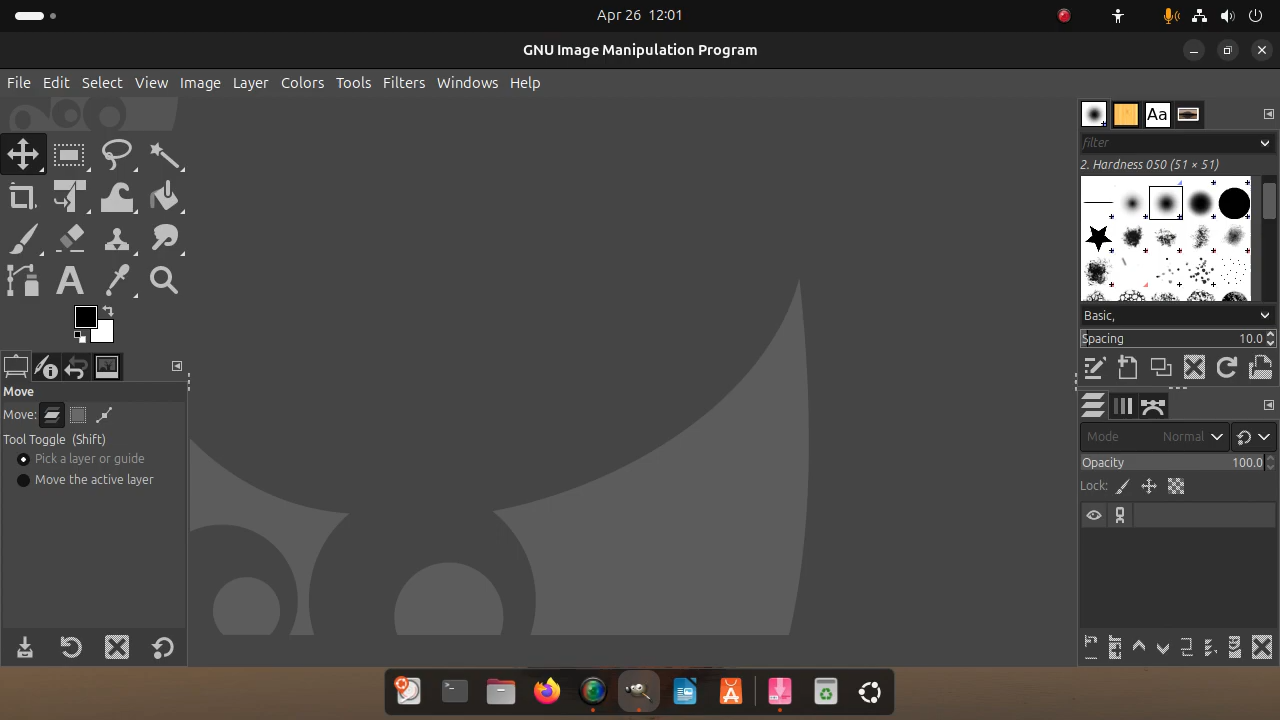 Apr 26 12:01
GNU Image Manipulation Program
File Edit Select View Image Layer Colors Tools Filters Windows Help
Aa
filter
2. Hardness 050 (51 × 51)
Basic,
Spacing 10.0
Move
Move:
Tool Toggle (Shift)
Pick a layer or guide
Move the active layer
Mode Normal
Opacity 100.0
Lock: